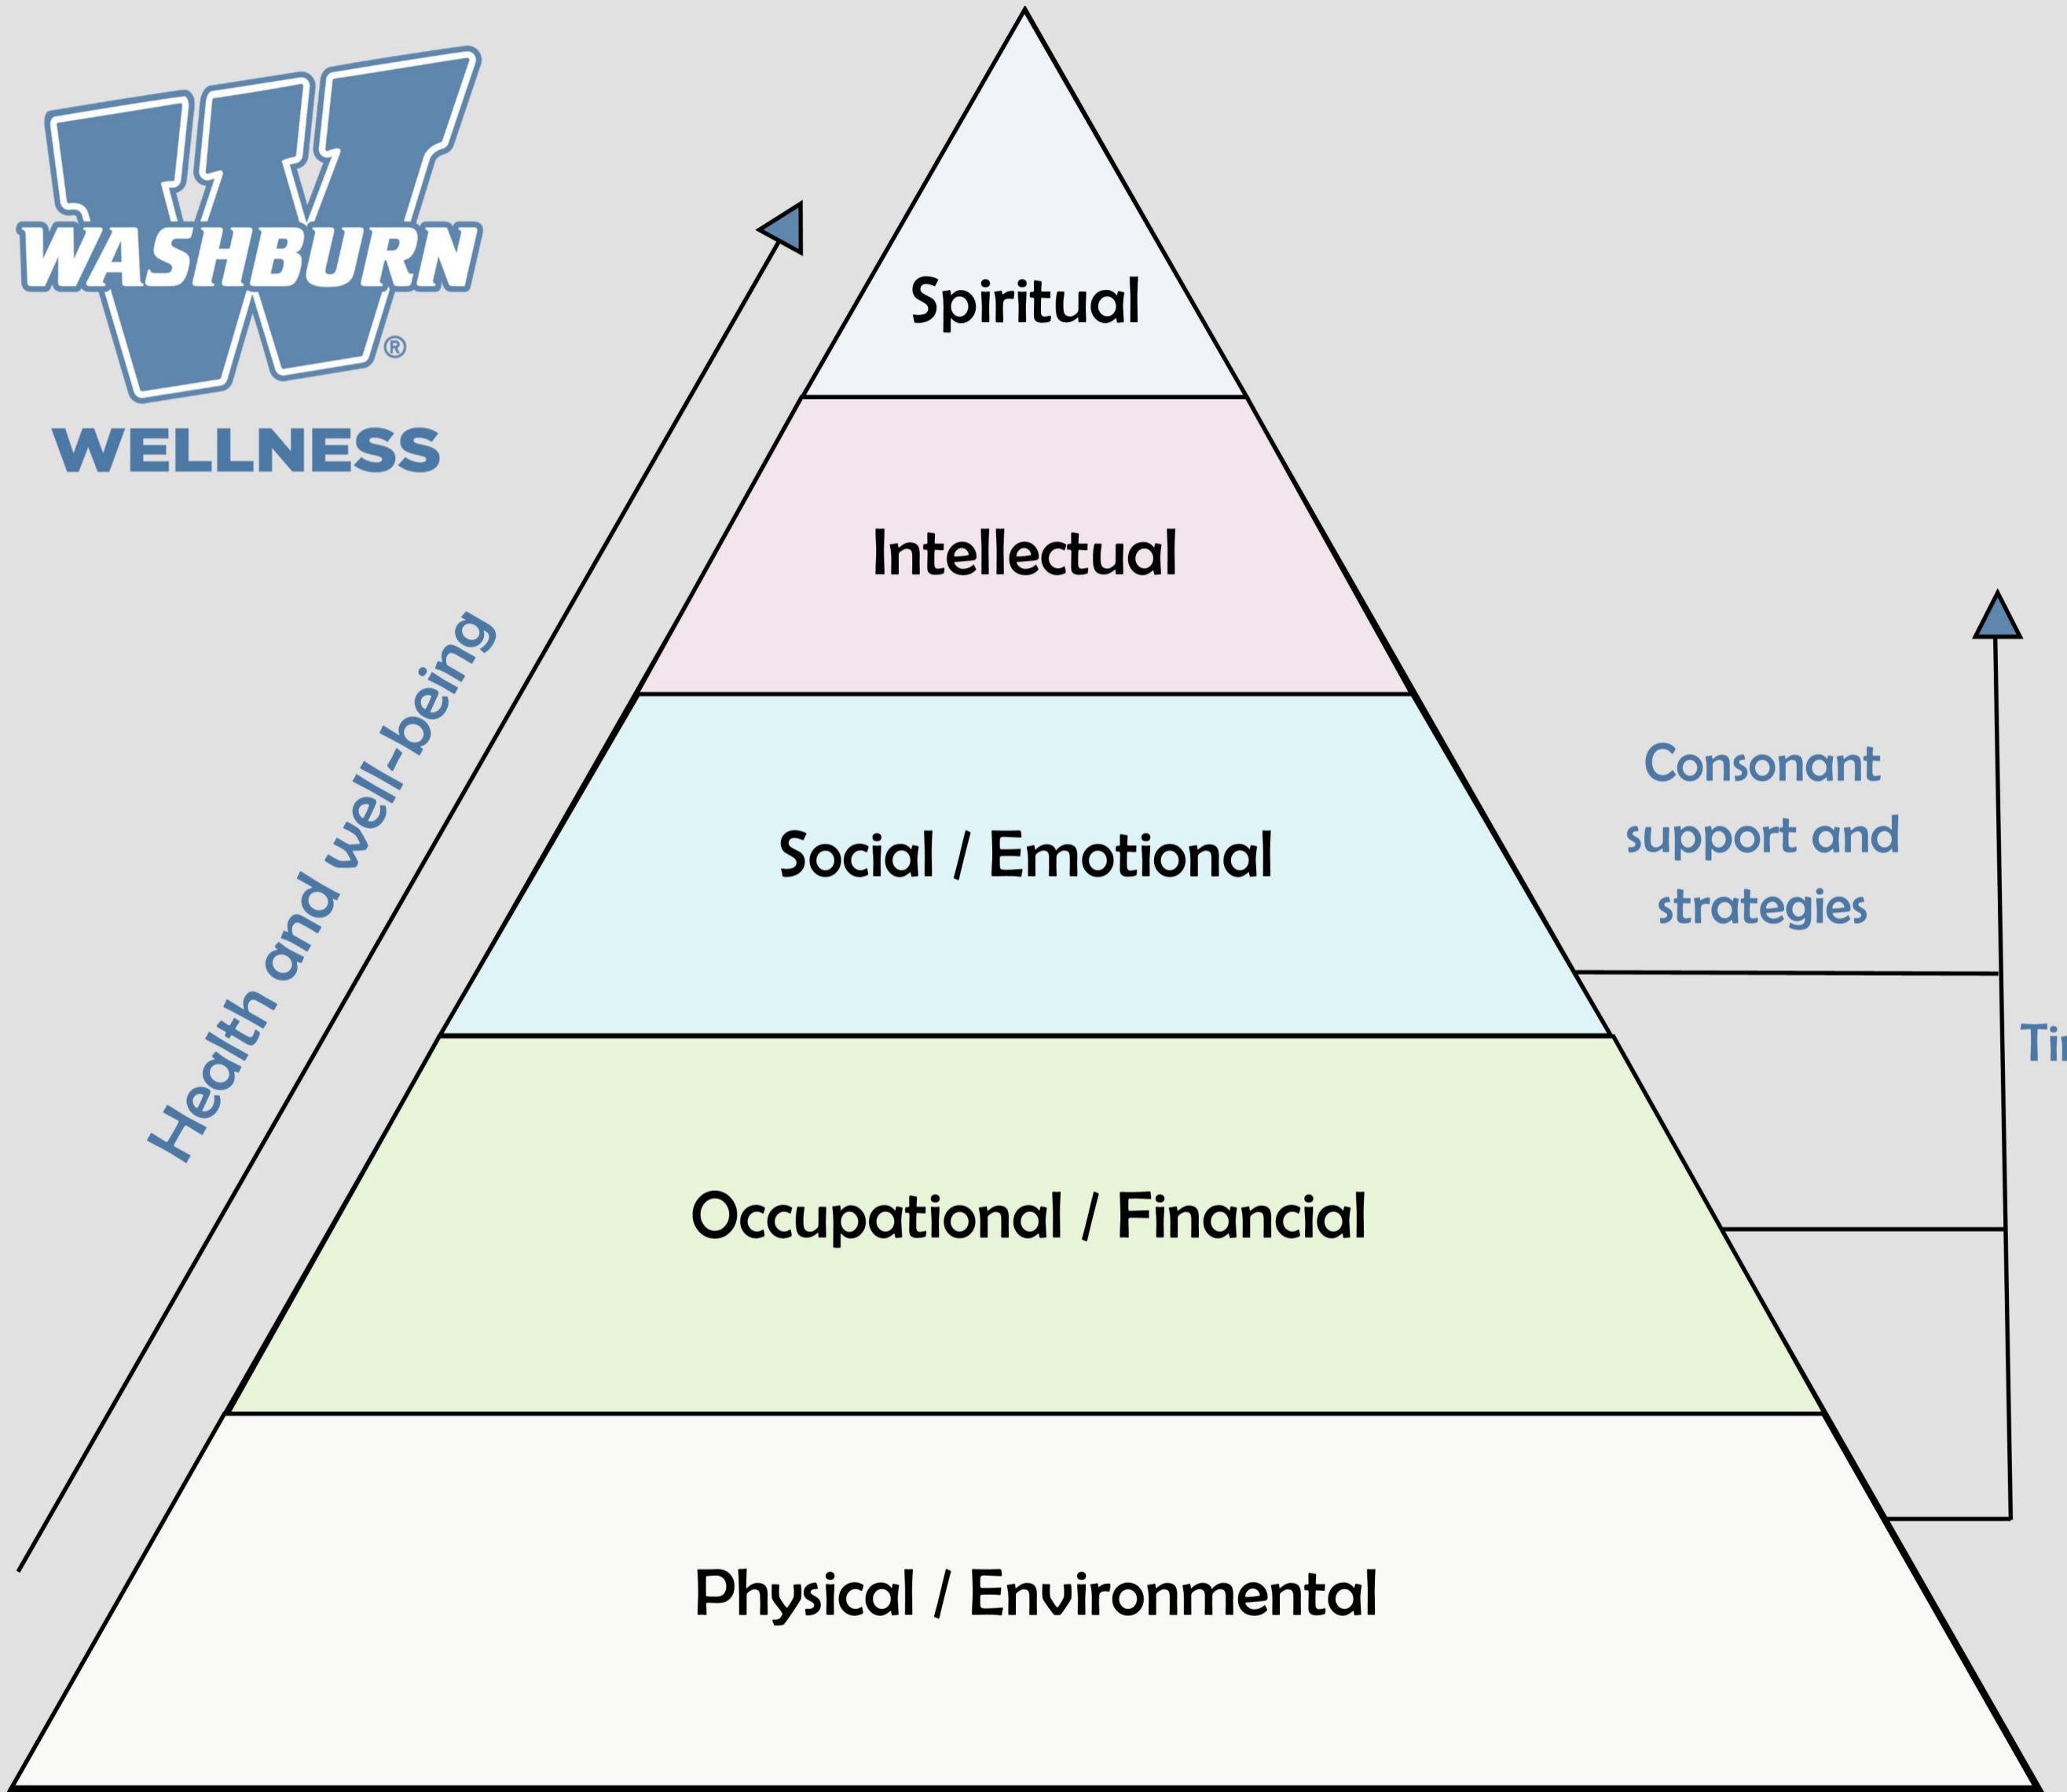 WASHBURN
®
WELLNESS
Spiritual
Intellectual
Health and well-being
Social / Emotional
Consonant
support and
strategies
Occupational / Financial
Physical / Environmental